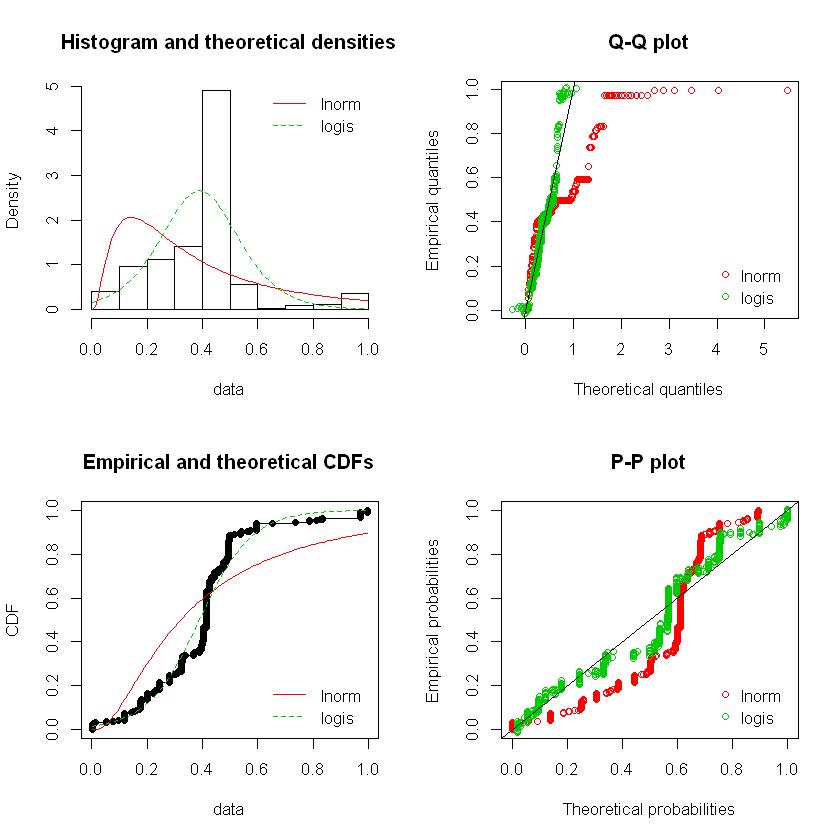 Histogram and theoretical densities
Density
0 1 2 3 4 5
lnorm
logis
0.0 0.2 0.4 0.6 0.8 1.0
data
Q-Q plot
Empirical quantiles
0.0 0.2 0.4 0.6 0.8 1.0
lnorm
logis
0 1 2 3 4 5
Theoretical quantiles
Empirical and theoretical CDFs
CDF
0.0 0.2 0.4 0.6 0.8 1.0
lnorm
logis
0.0 0.2 0.4 0.6 0.8 1.0
data
P-P plot
Empirical probabilities
0.0 0.2 0.4 0.6 0.8 1.0
lnorm
logis
0.0 0.2 0.4 0.6 0.8 1.0
Theoretical probabilities